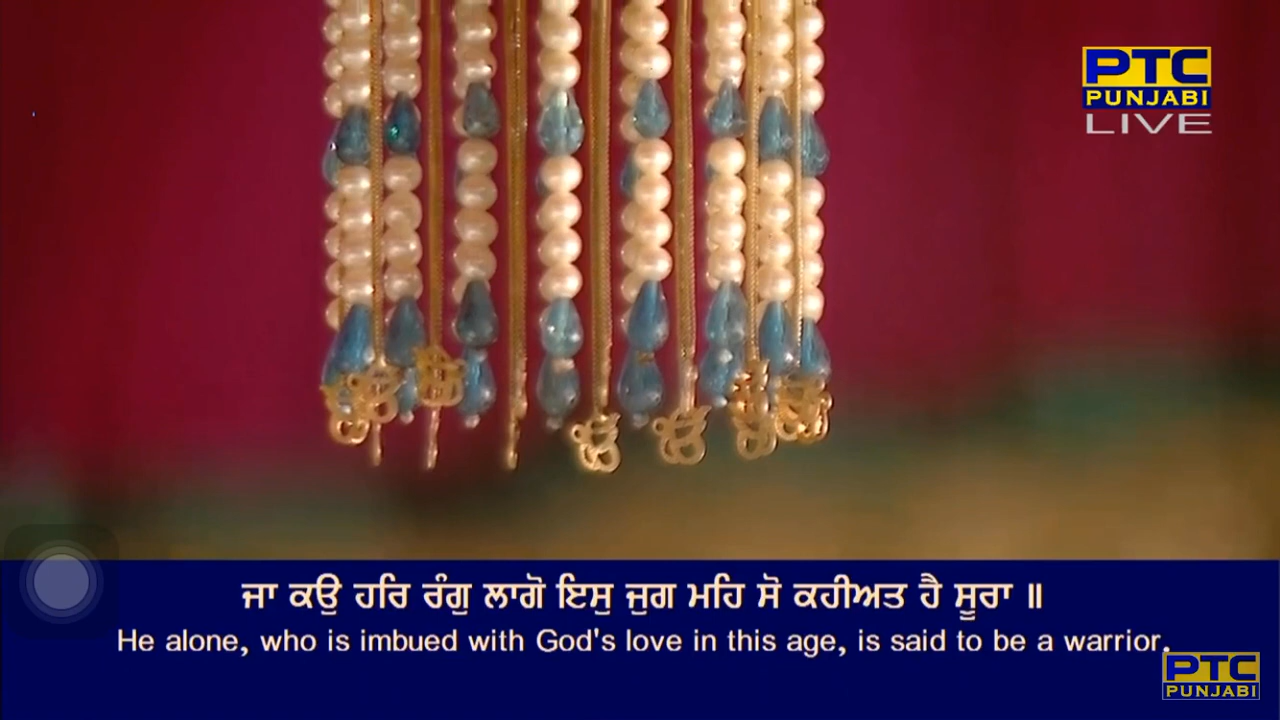 PTC
PUNJABI
LIVE
ਜਾ ਕਉ ਹਰਿ ਰੰਗੁ ਲਾਗੋ ਇਸੁ ਜੁਗ ਮਹਿ ਸੋ ਕਹੀਅਤ ਹੈ ਸੂਰਾ ॥
He alone, who is imbued with God's love in this age, is said to be a warrior.
PTC
PUNJABI